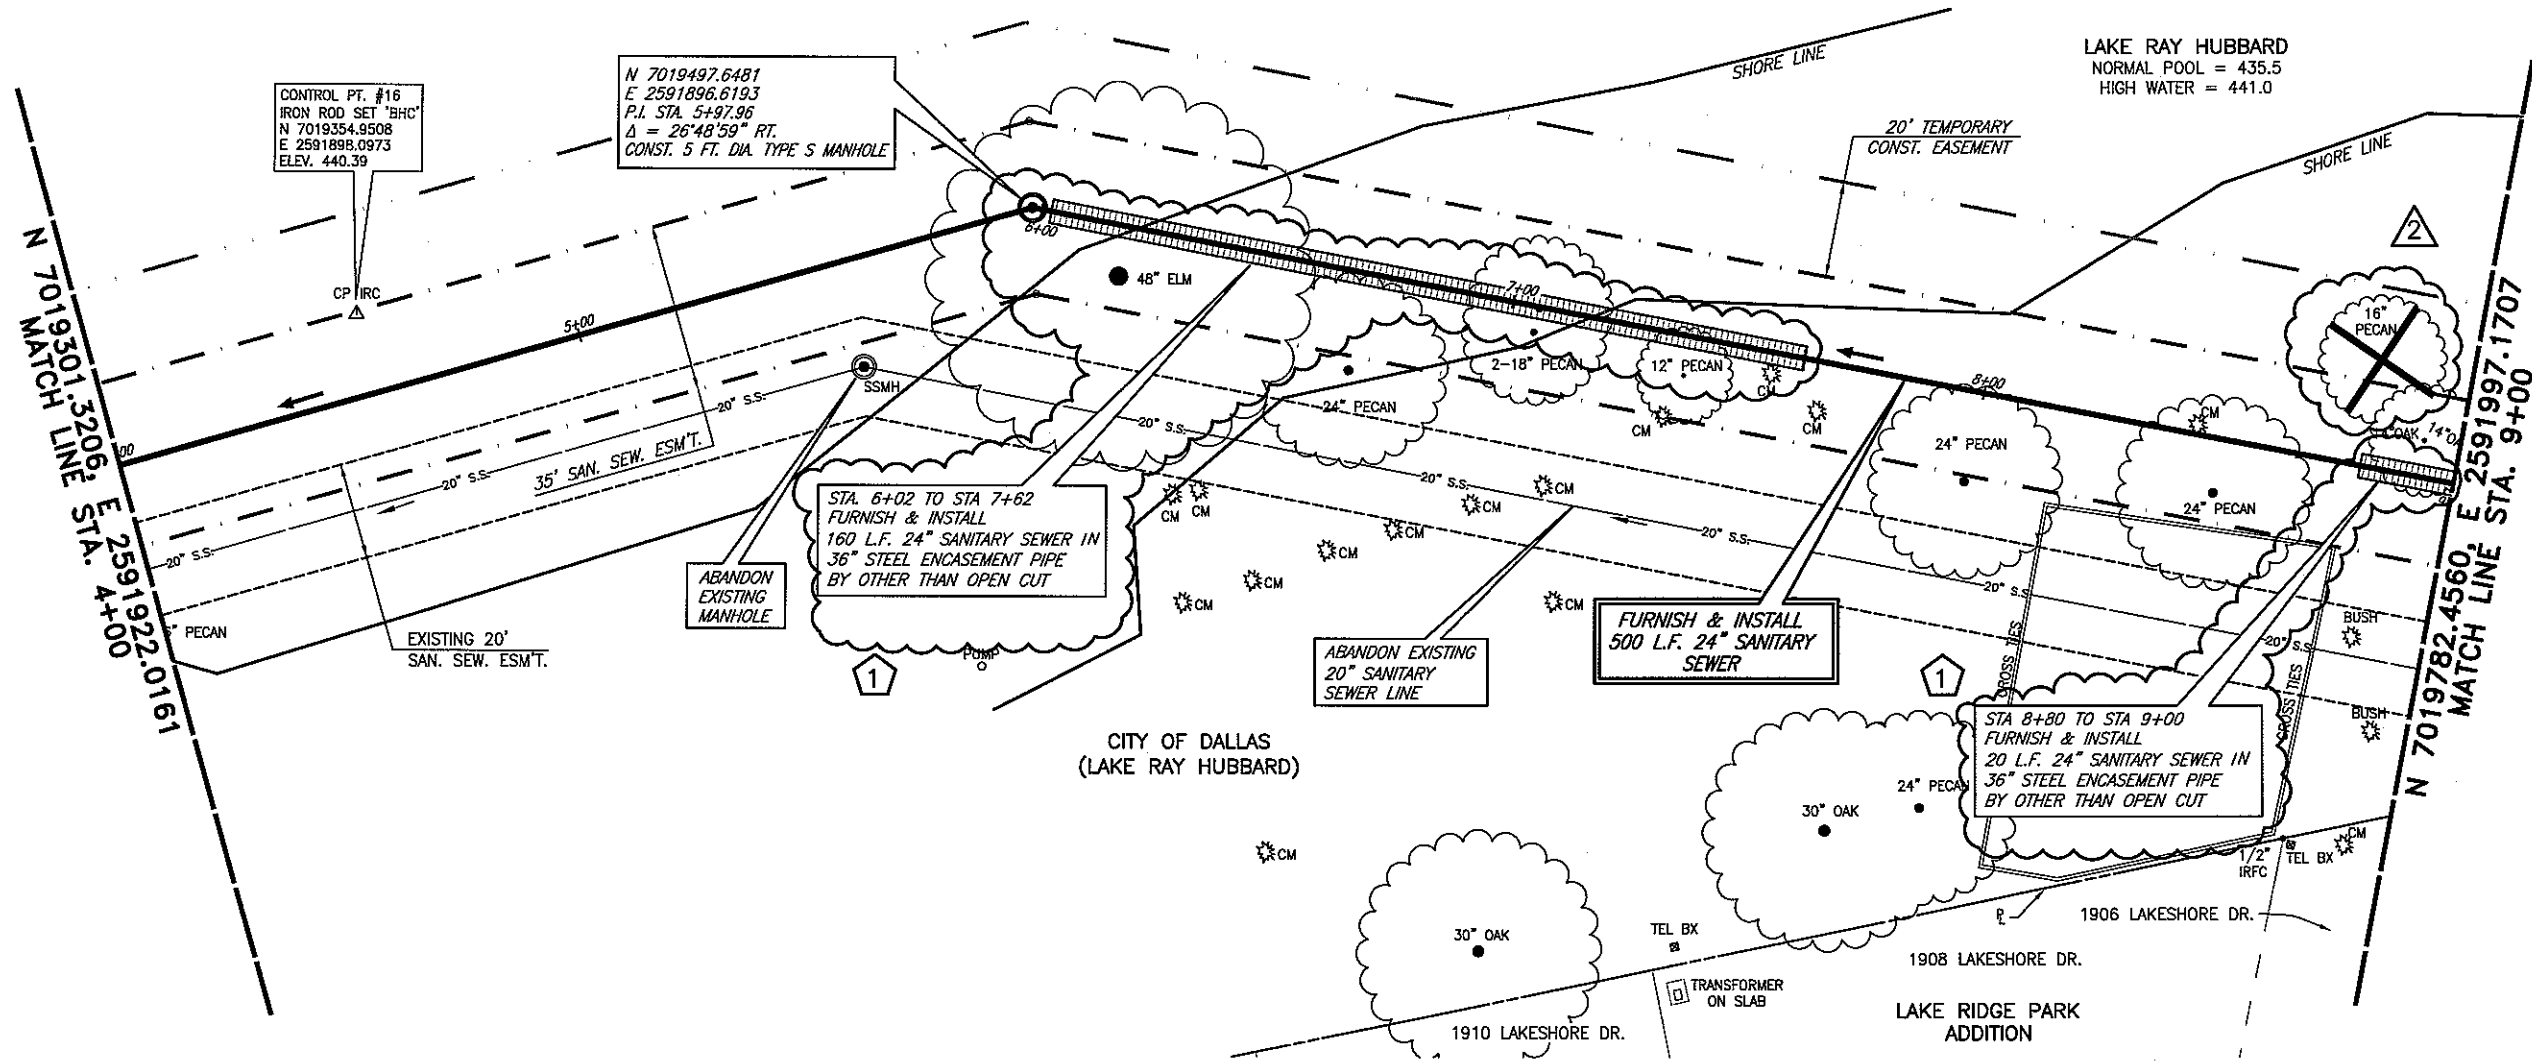 LAKE RAY HUBBARD
NORMAL POOL = 435.5
HIGH WATER = 441.0
SHORE LINE
SHORE LINE
20' TEMPORARY
CONST. EASEMENT
CONTROL PT. #16
IRON ROD SET 'BHC'
N 7019354.9508
E 2591898.0973
ELEV. 440.39
N 7019497.6481
E 2591896.6193
P.I. STA. 5+97.96
Δ = 26°48'59" RT.
CONST. 5 FT. DIA. TYPE S MANHOLE
N 7019301.3206, E 2591922.0161
MATCH LINE STA. 4+00
CP IRC
00
5+00
6+00
7+00
8+00
48" ELM
SSMH
20" S.S.
20" S.S.
20" S.S.
35' SAN. SEW. ESM'T.
EXISTING 20'
SAN. SEW. ESM'T.
" PECAN
ABANDON
EXISTING
MANHOLE
STA. 6+02 TO STA 7+62
FURNISH & INSTALL
160 L.F. 24" SANITARY SEWER IN
36" STEEL ENCASEMENT PIPE
BY OTHER THAN OPEN CUT
1
PUMP
20" S.S.
20" S.S.
20" S.S.
20" S.S.
20" S.S.
24" PECAN
2-18" PECAN
12" PECAN
CM
CM
CM
CM
CM
CM
CM
CM
CM
CM
CM
CM
CM
CM
24" PECAN
24" PECAN
CM
16"
PECAN
2
OAK
14"
ABANDON EXISTING
20" SANITARY
SEWER LINE
FURNISH & INSTALL
500 L.F. 24" SANITARY
SEWER
1
CROSS TIES
CROSS TIES
STA 8+80 TO STA 9+00
FURNISH & INSTALL
20 L.F. 24" SANITARY SEWER IN
36" STEEL ENCASEMENT PIPE
BY OTHER THAN OPEN CUT
BUSH
BUSH
N 7019782.4560, E 2591997.1707
MATCH LINE STA. 9+00
CITY OF DALLAS
(LAKE RAY HUBBARD)
30" OAK
24" PECAN
30" OAK
CM
TEL BX
1/2"
IRFC
TEL BX
TRANSFORMER
ON SLAB
1906 LAKESHORE DR.
1908 LAKESHORE DR.
1910 LAKESHORE DR.
LAKE RIDGE PARK
ADDITION